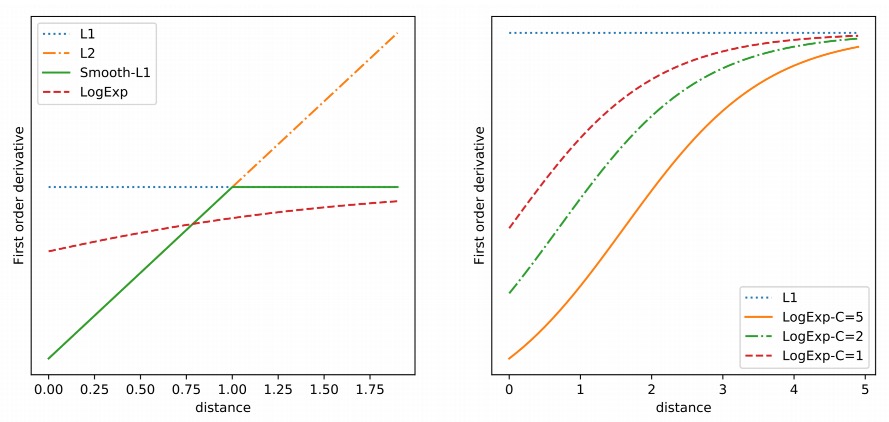 L1
L2
Smooth-L1
LogExp
First order derivative
0.00 0.25 0.50 0.75 1.00 1.25 1.50 1.75
distance
First order derivative
L1
LogExp-C=5
LogExp-C=2
LogExp-C=1
0 1 2 3 4 5
distance